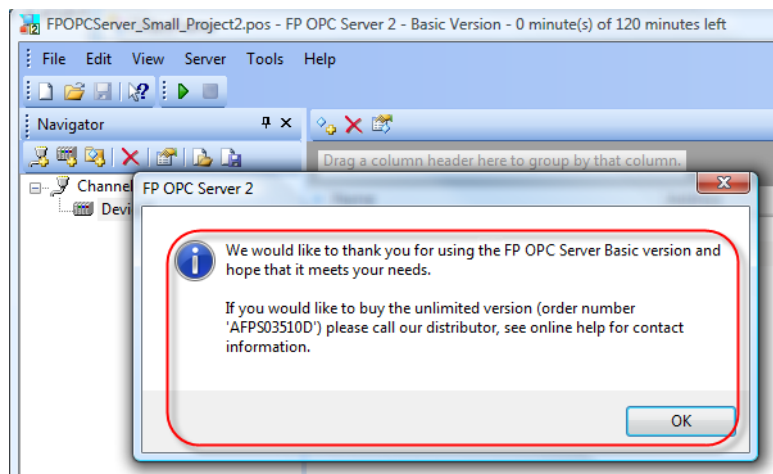 FPOPCServer_Small_Project2.pos - FP OPC Server 2 - Basic Version - 0 minute(s) of 120 minutes left
File Edit View Server Tools Help
Navigator
Drag a column header here to group by that column.
Channel
Devi
FP OPC Server 2
We would like to thank you for using the FP OPC Server Basic version and
hope that it meets your needs.
If you would like to buy the unlimited version (order number
'AFPS03510D') please call our distributor, see online help for contact
information.
OK